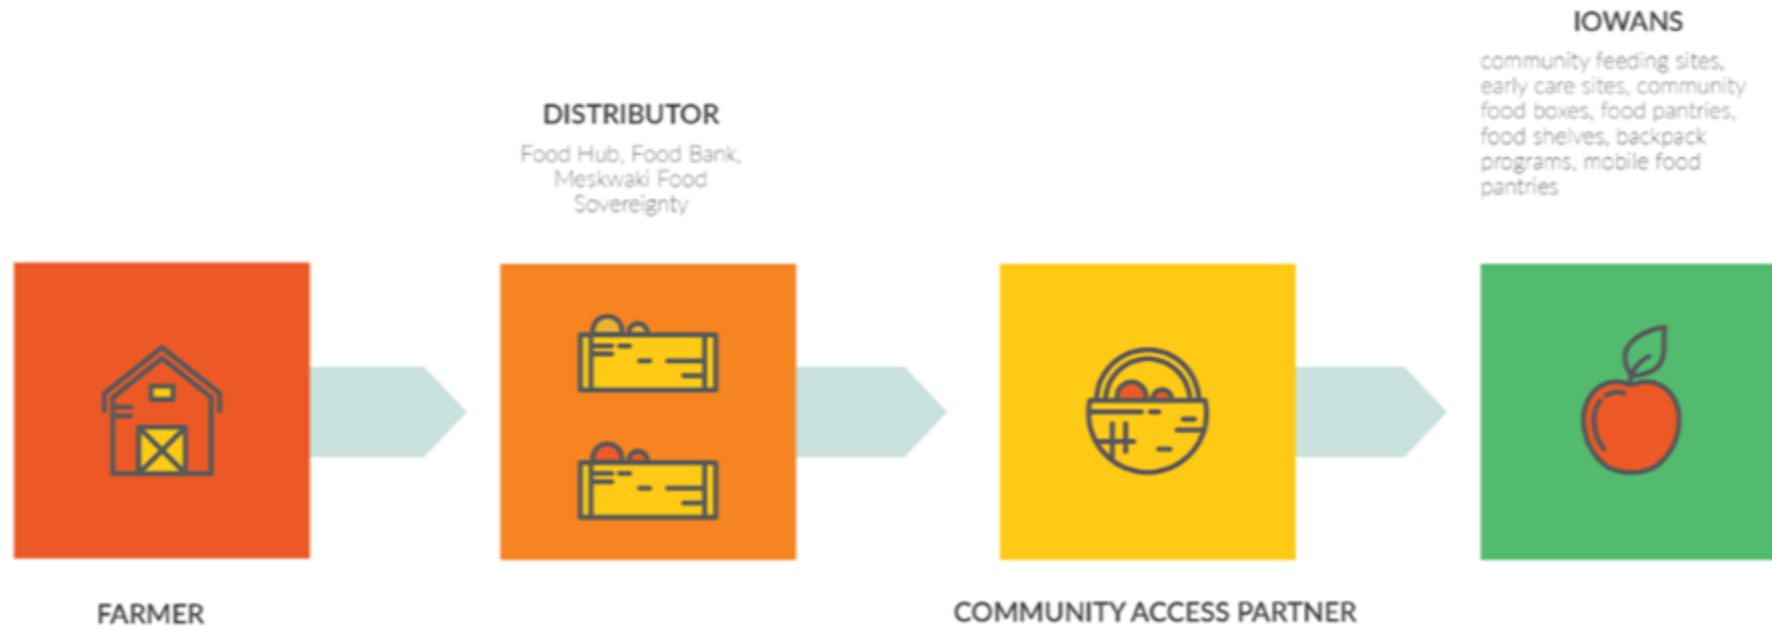 FARMER
DISTRIBUTOR
Food Hub, Food Bank,
Meskwaki Food
Sovereignty
COMMUNITY ACCESS PARTNER
IOWANS
community feeding sites,
early care sites, community
food boxes, food pantries,
food shelves, backpack
programs, mobile food
pantries